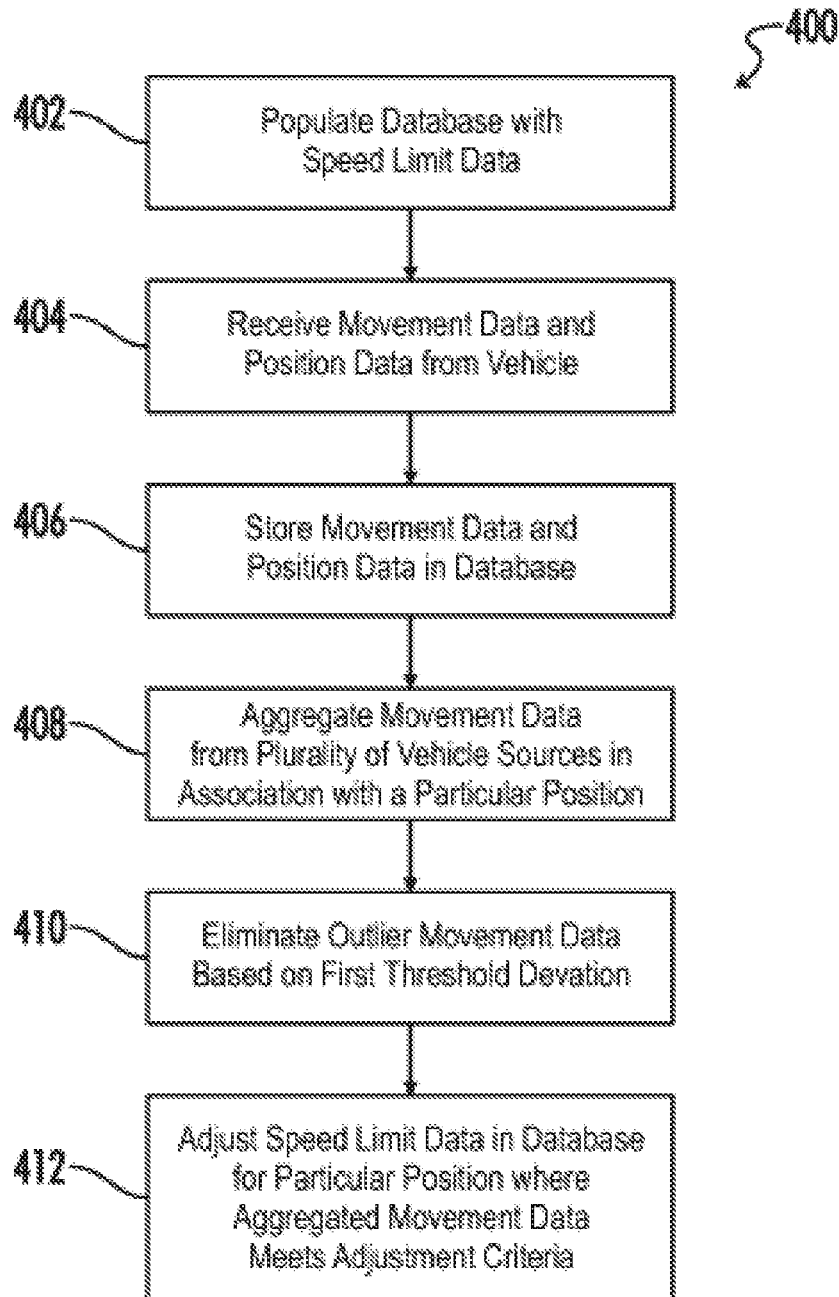 400
402
Populate Database with
Speed Limit Data
404
Receive Movement Data and
Position Data from Vehicle
406
Store Movement Data and
Position Data in Database
408
Aggregate Movement Data
from Plurality of Vehicle Sources in
Association with a Particular Position
410
Eliminate Outlier Movement Data
Based on First Threshold Devation
412
Adjust Speed Limit Data in Database
for Particular Position where
Aggregated Movement Data
Meets Adjustment Criteria